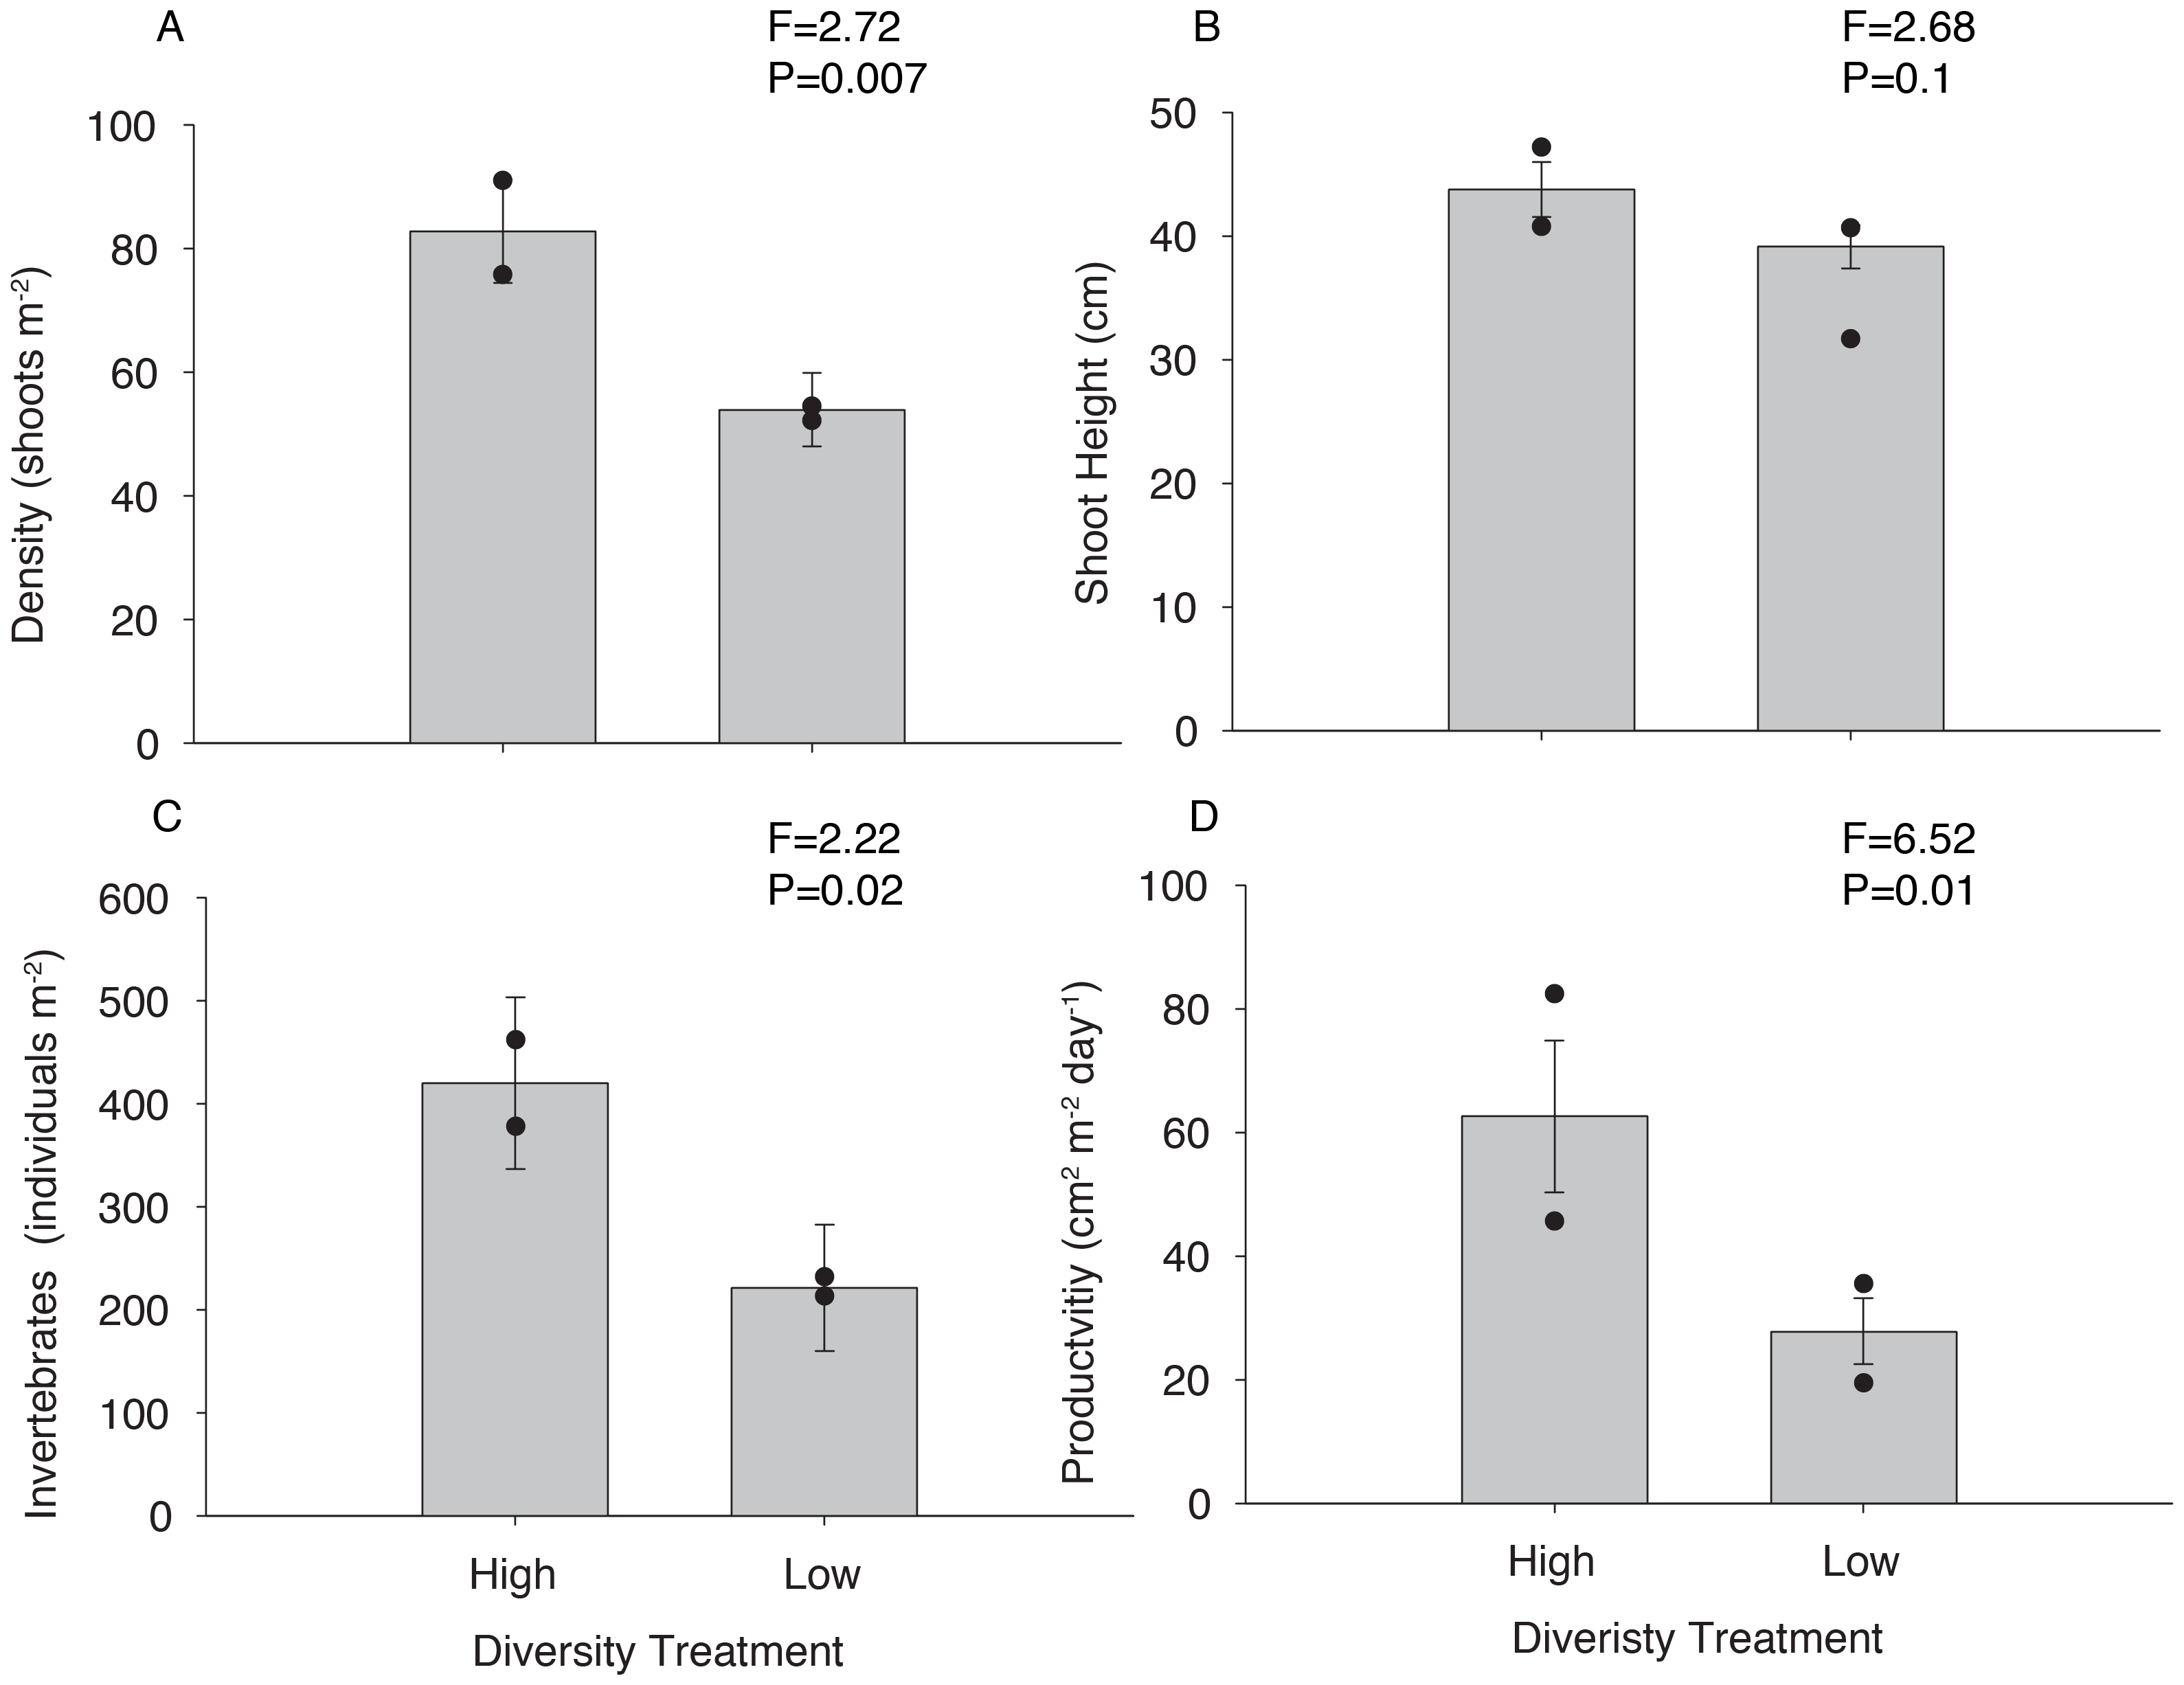 A
F=2.72
P=0.007
100
80
60
40
20
0
Density (shoots m-2)
B
F=2.68
P=0.1
50
40
30
20
10
0
Shoot Height (cm)
C
F=2.22
P=0.02
600
500
400
300
200
100
0
Invertebrates (individuals m-2)
High Low
Diversity Treatment
D
F=6.52
P=0.01
100
80
60
40
20
0
Productvitiy (cm2 m-2 day-1)
High Low
Diveristy Treatment